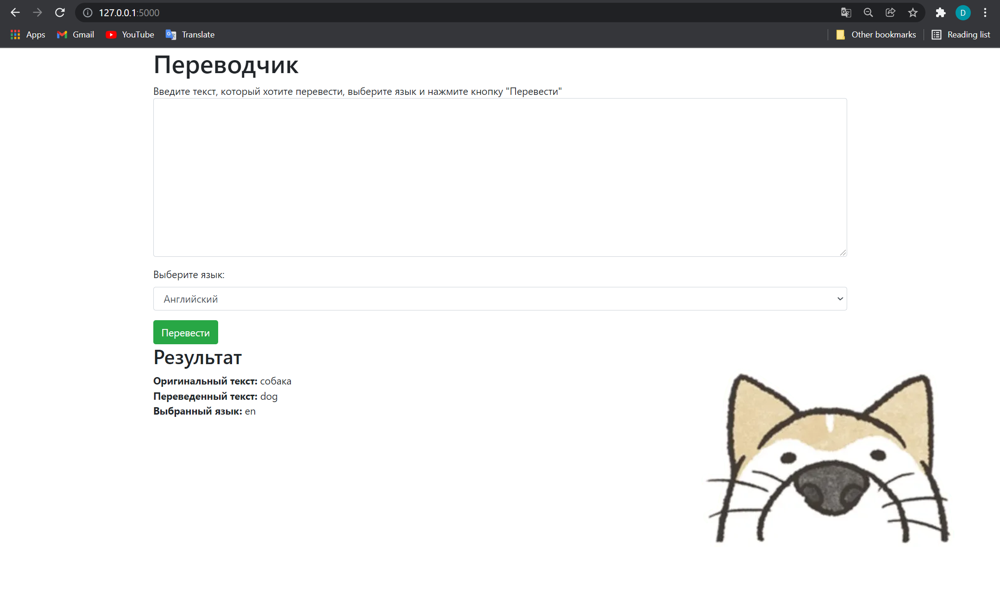 127.0.0.1:5000
D
Apps Gmail YouTube Translate Other bookmarks Reading list
Переводчик
Введите текст, который хотите перевести, выберите язык и нажмите кнопку "Перевести"
Выберите язык:
Английский
Перевести
Результат
Оригинальный текст: собака
Переведенный текст: dog
Выбранный язык: en